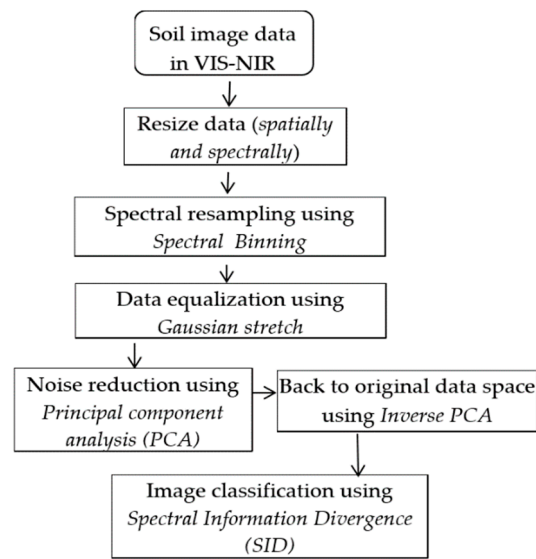 Soil image data
in VIS-NIR
Resize data (spatially
and spectrally)
Spectral resampling using
Spectral Binning
Data equalization using
Gaussian stretch
Noise reduction using
Principal component
analysis (PCA)
Back to original data space
using Inverse PCA
Image classification using
Spectral Information Divergence
(SID)